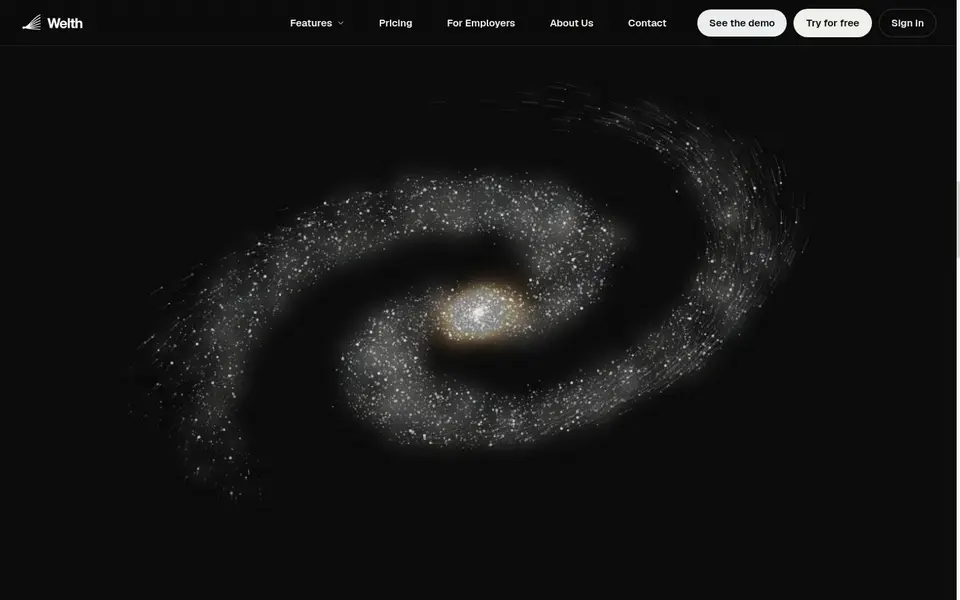 Welth
Features
Pricing
For Employers
About Us
Contact
See the demo
Try for free
Sign in